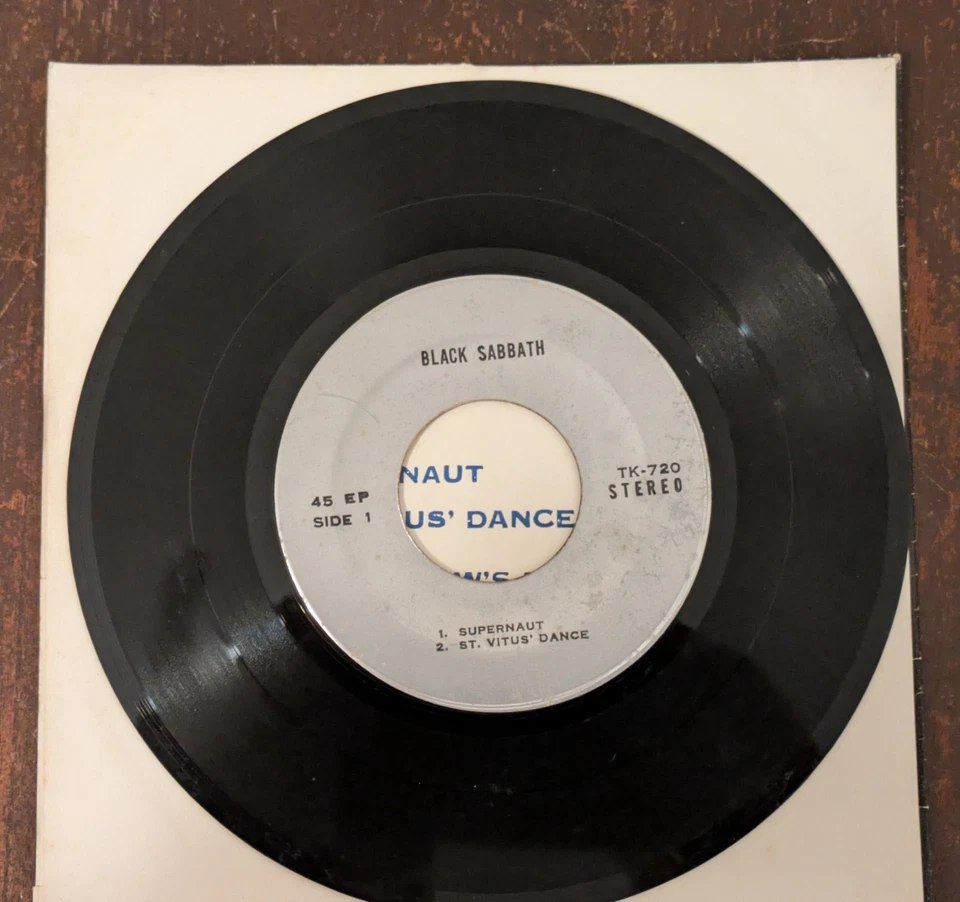 BLACK SABBATH
45 EP
SIDE 1
TK-720
STEREO
NAUT
US' DANCE
W'S
1. SUPERNAUT
2. ST. VITUS' DANCE